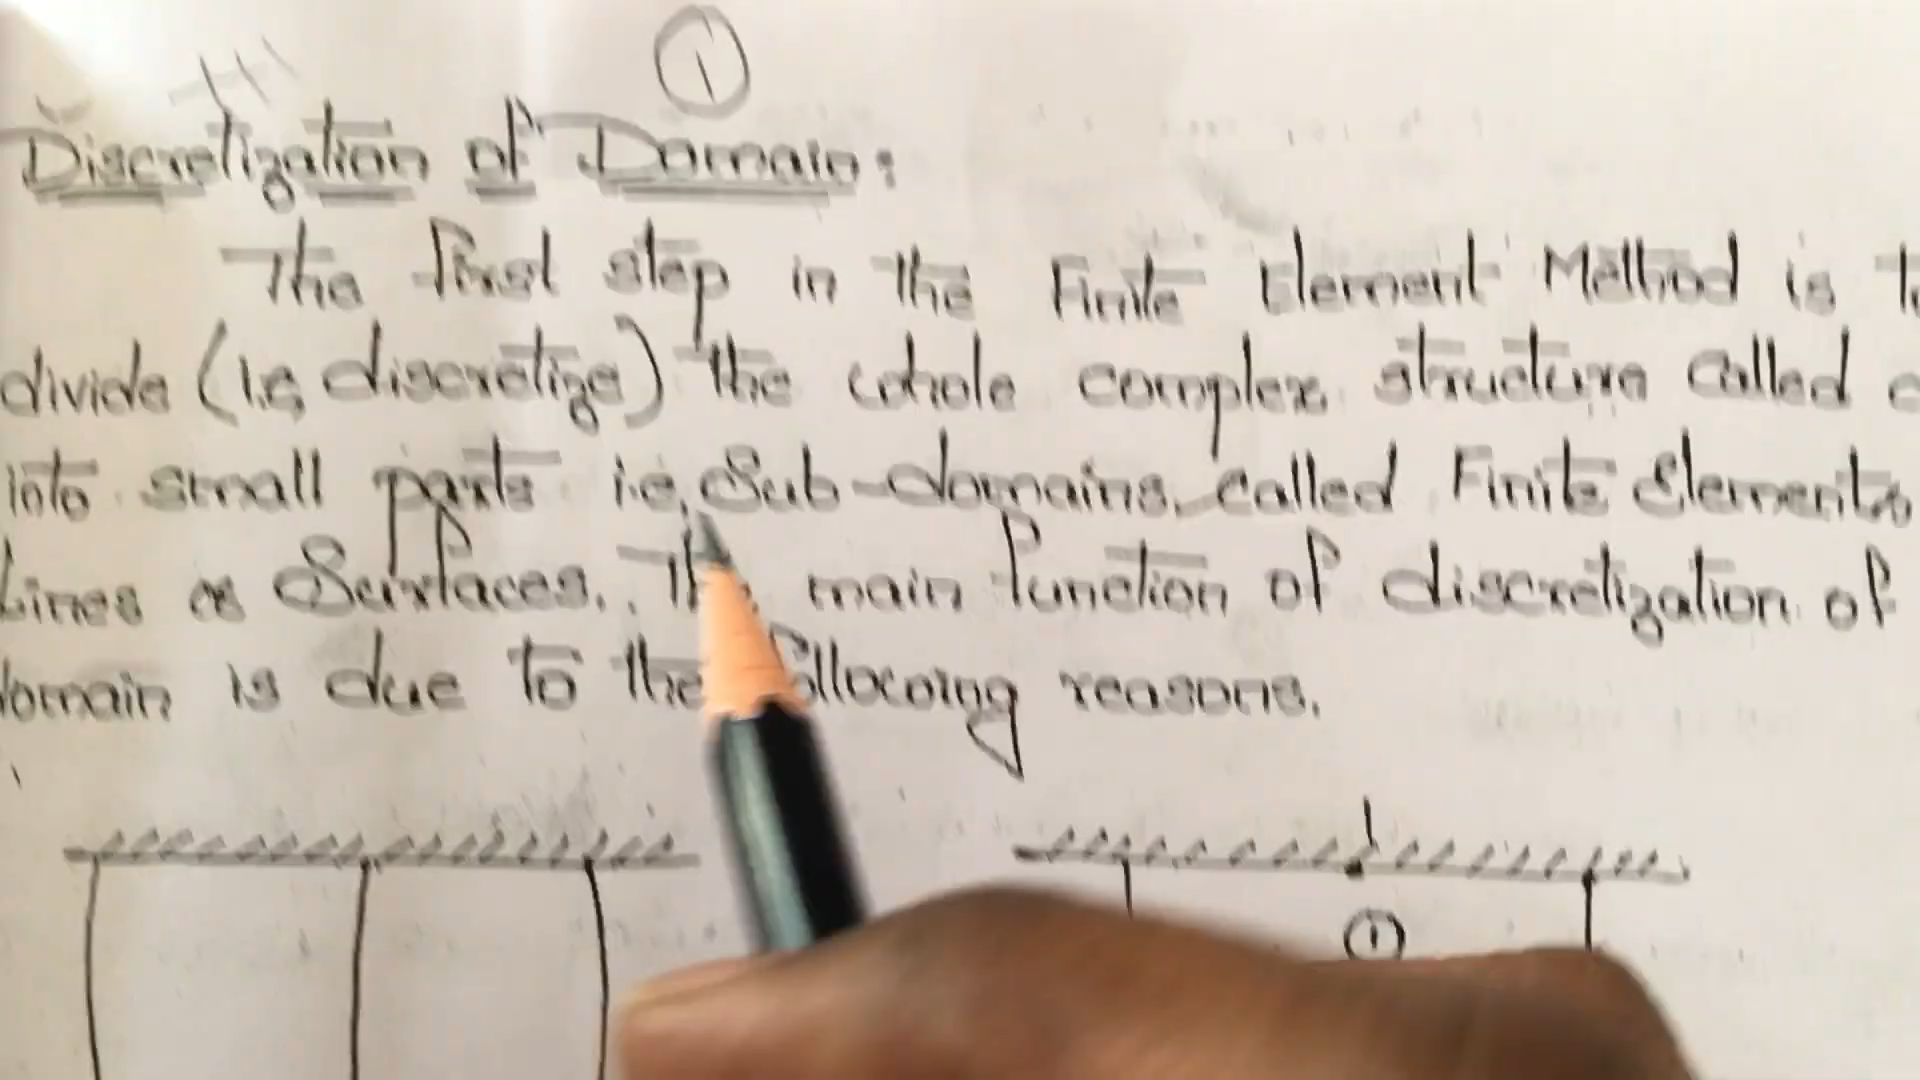 1
Discretization of Domain:
The first step in the Finite Element Method is
divide (i.e, discretize) the whole complex structure called
into small parts i.e, Sub-domains, called Finite Elements
Lines or Surfaces. The main function of discretization of
domain is due to the following reasons.
1